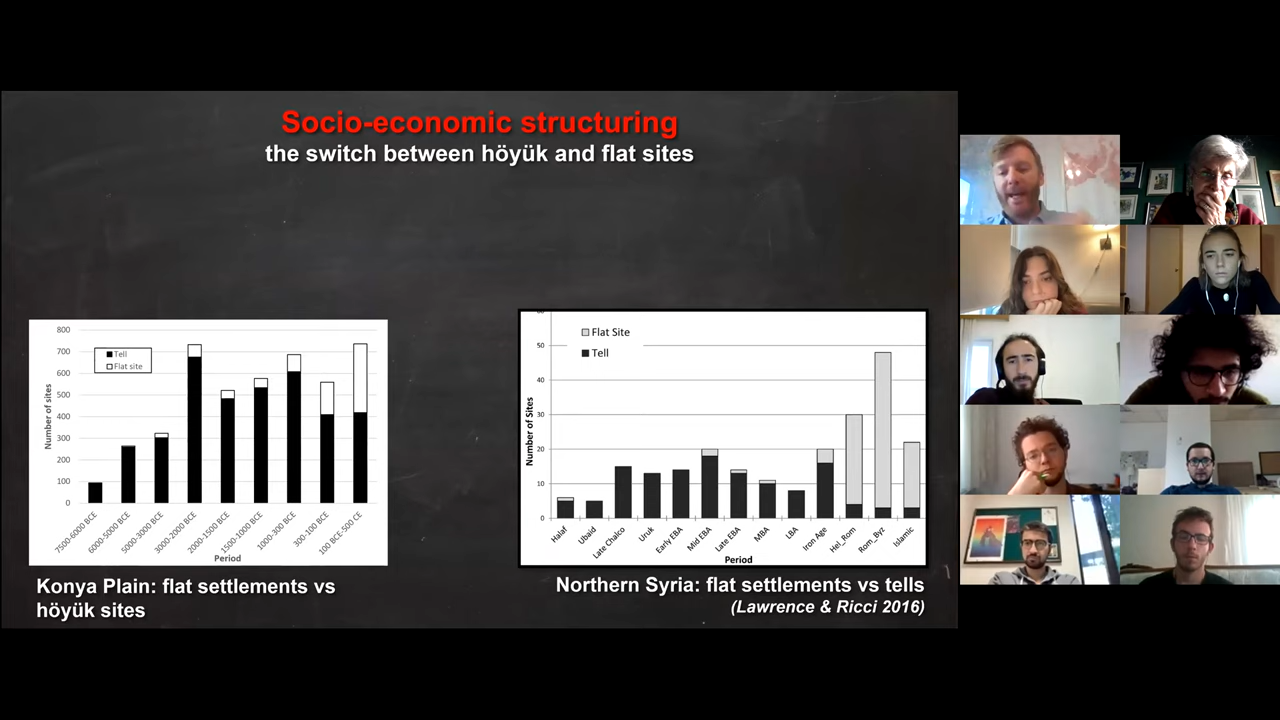 Socio-economic structuring
the switch between höyük and flat sites
800
700
600
500
400
300
200
100
0
Number of sites
Tell
Flat site
7500-6000 BCE
6000-5000 BCE
5000-3000 BCE
3000-2000 BCE
2000-1500 BCE
1500-1000 BCE
1000-300 BCE
300-100 BCE
100 BCE-500 CE
Period
60
50
40
30
20
10
0
Number of Sites
Flat Site
Tell
Halaf
Ubaid
Late Chalco
Uruk
Early EBA
Mid EBA
Late EBA
MBA
LBA
Iron Age
Hel_Rom
Rom_Byz
Islamic
Period
Konya Plain: flat settlements vs
höyük sites
Northern Syria: flat settlements vs tells
(Lawrence & Ricci 2016)